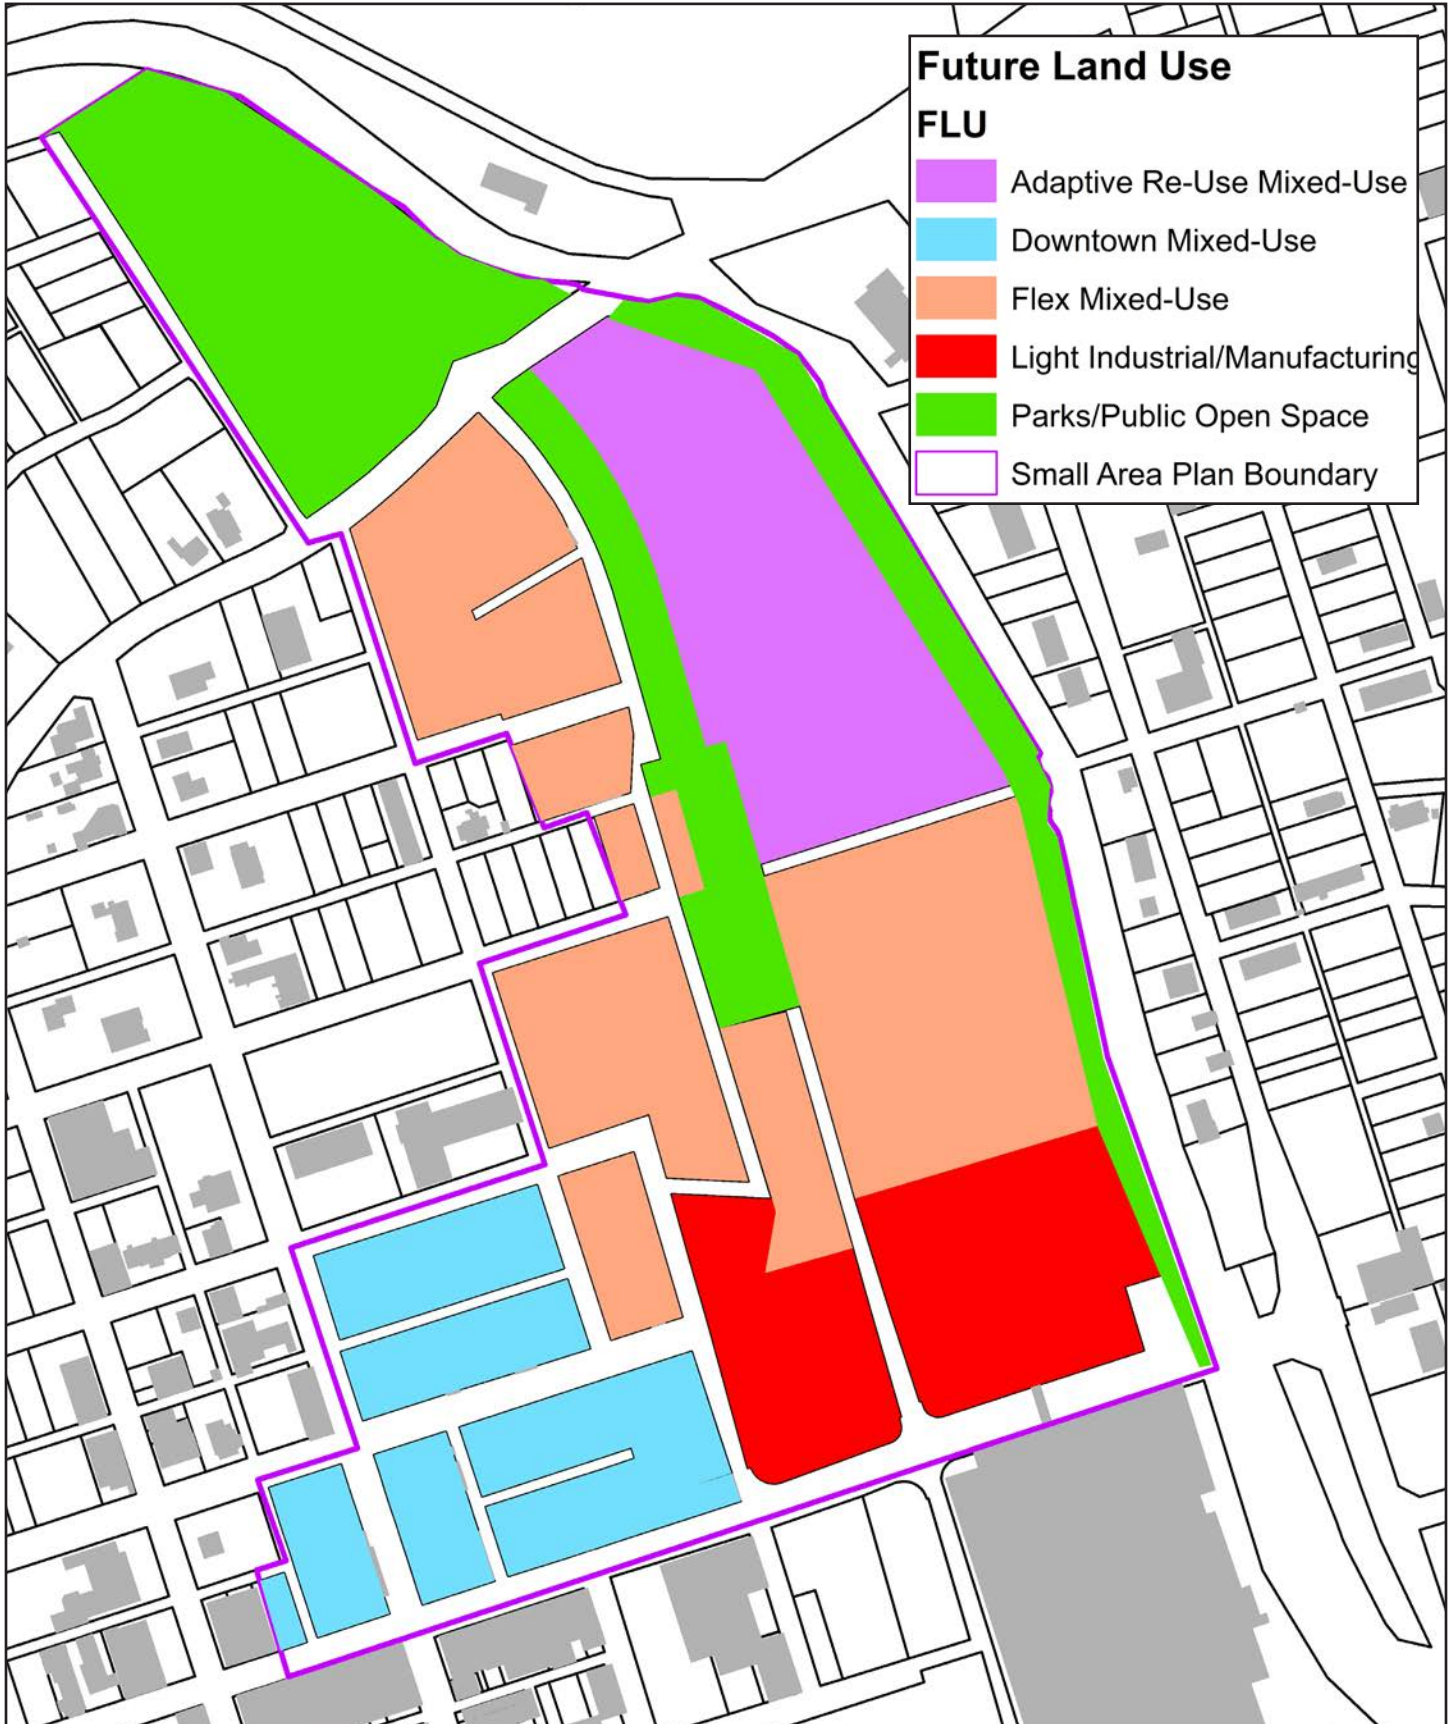 Future Land Use
FLU
Adaptive Re-Use Mixed-Use
Downtown Mixed-Use
Flex Mixed-Use
Light Industrial/Manufacturing
Parks/Public Open Space
Small Area Plan Boundary